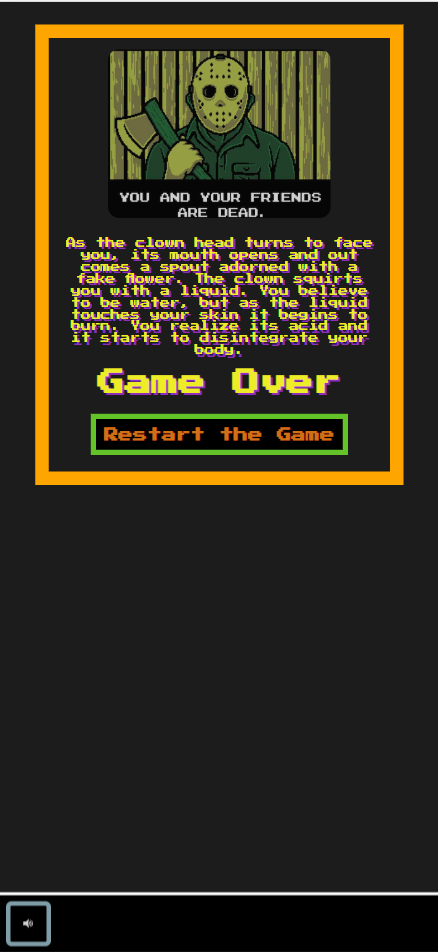 YOU AND YOUR FRIENDS
ARE DEAD.
As the clown head turns to face
you, its mouth opens and out
comes a spout adorned with a
fake flower. The clown squirts
you with a liquid. You believe
to be water, but as the liquid
touches your skin it begins to
burn. You realize its acid and
it starts to disintegrate your
body.
Game Over
Restart the Game